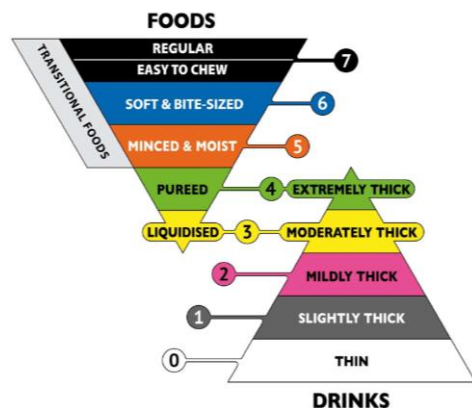 FOODS
REGULAR
EASY TO CHEW
7
TRANSITIONAL FOODS
SOFT & BITE-SIZED
6
MINCED & MOIST
5
PUREED
4
EXTREMELY THICK
LIQUIDISED
3
MODERATELY THICK
2
MILDLY THICK
1
SLIGHTLY THICK
0
THIN
DRINKS